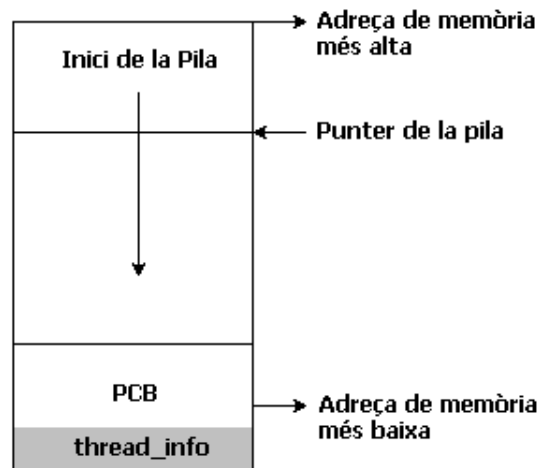 Adreça de memòria
més alta
Inici de la Pila
Punter de la pila
PCB
Adreça de memòria
més baixa
thread_info